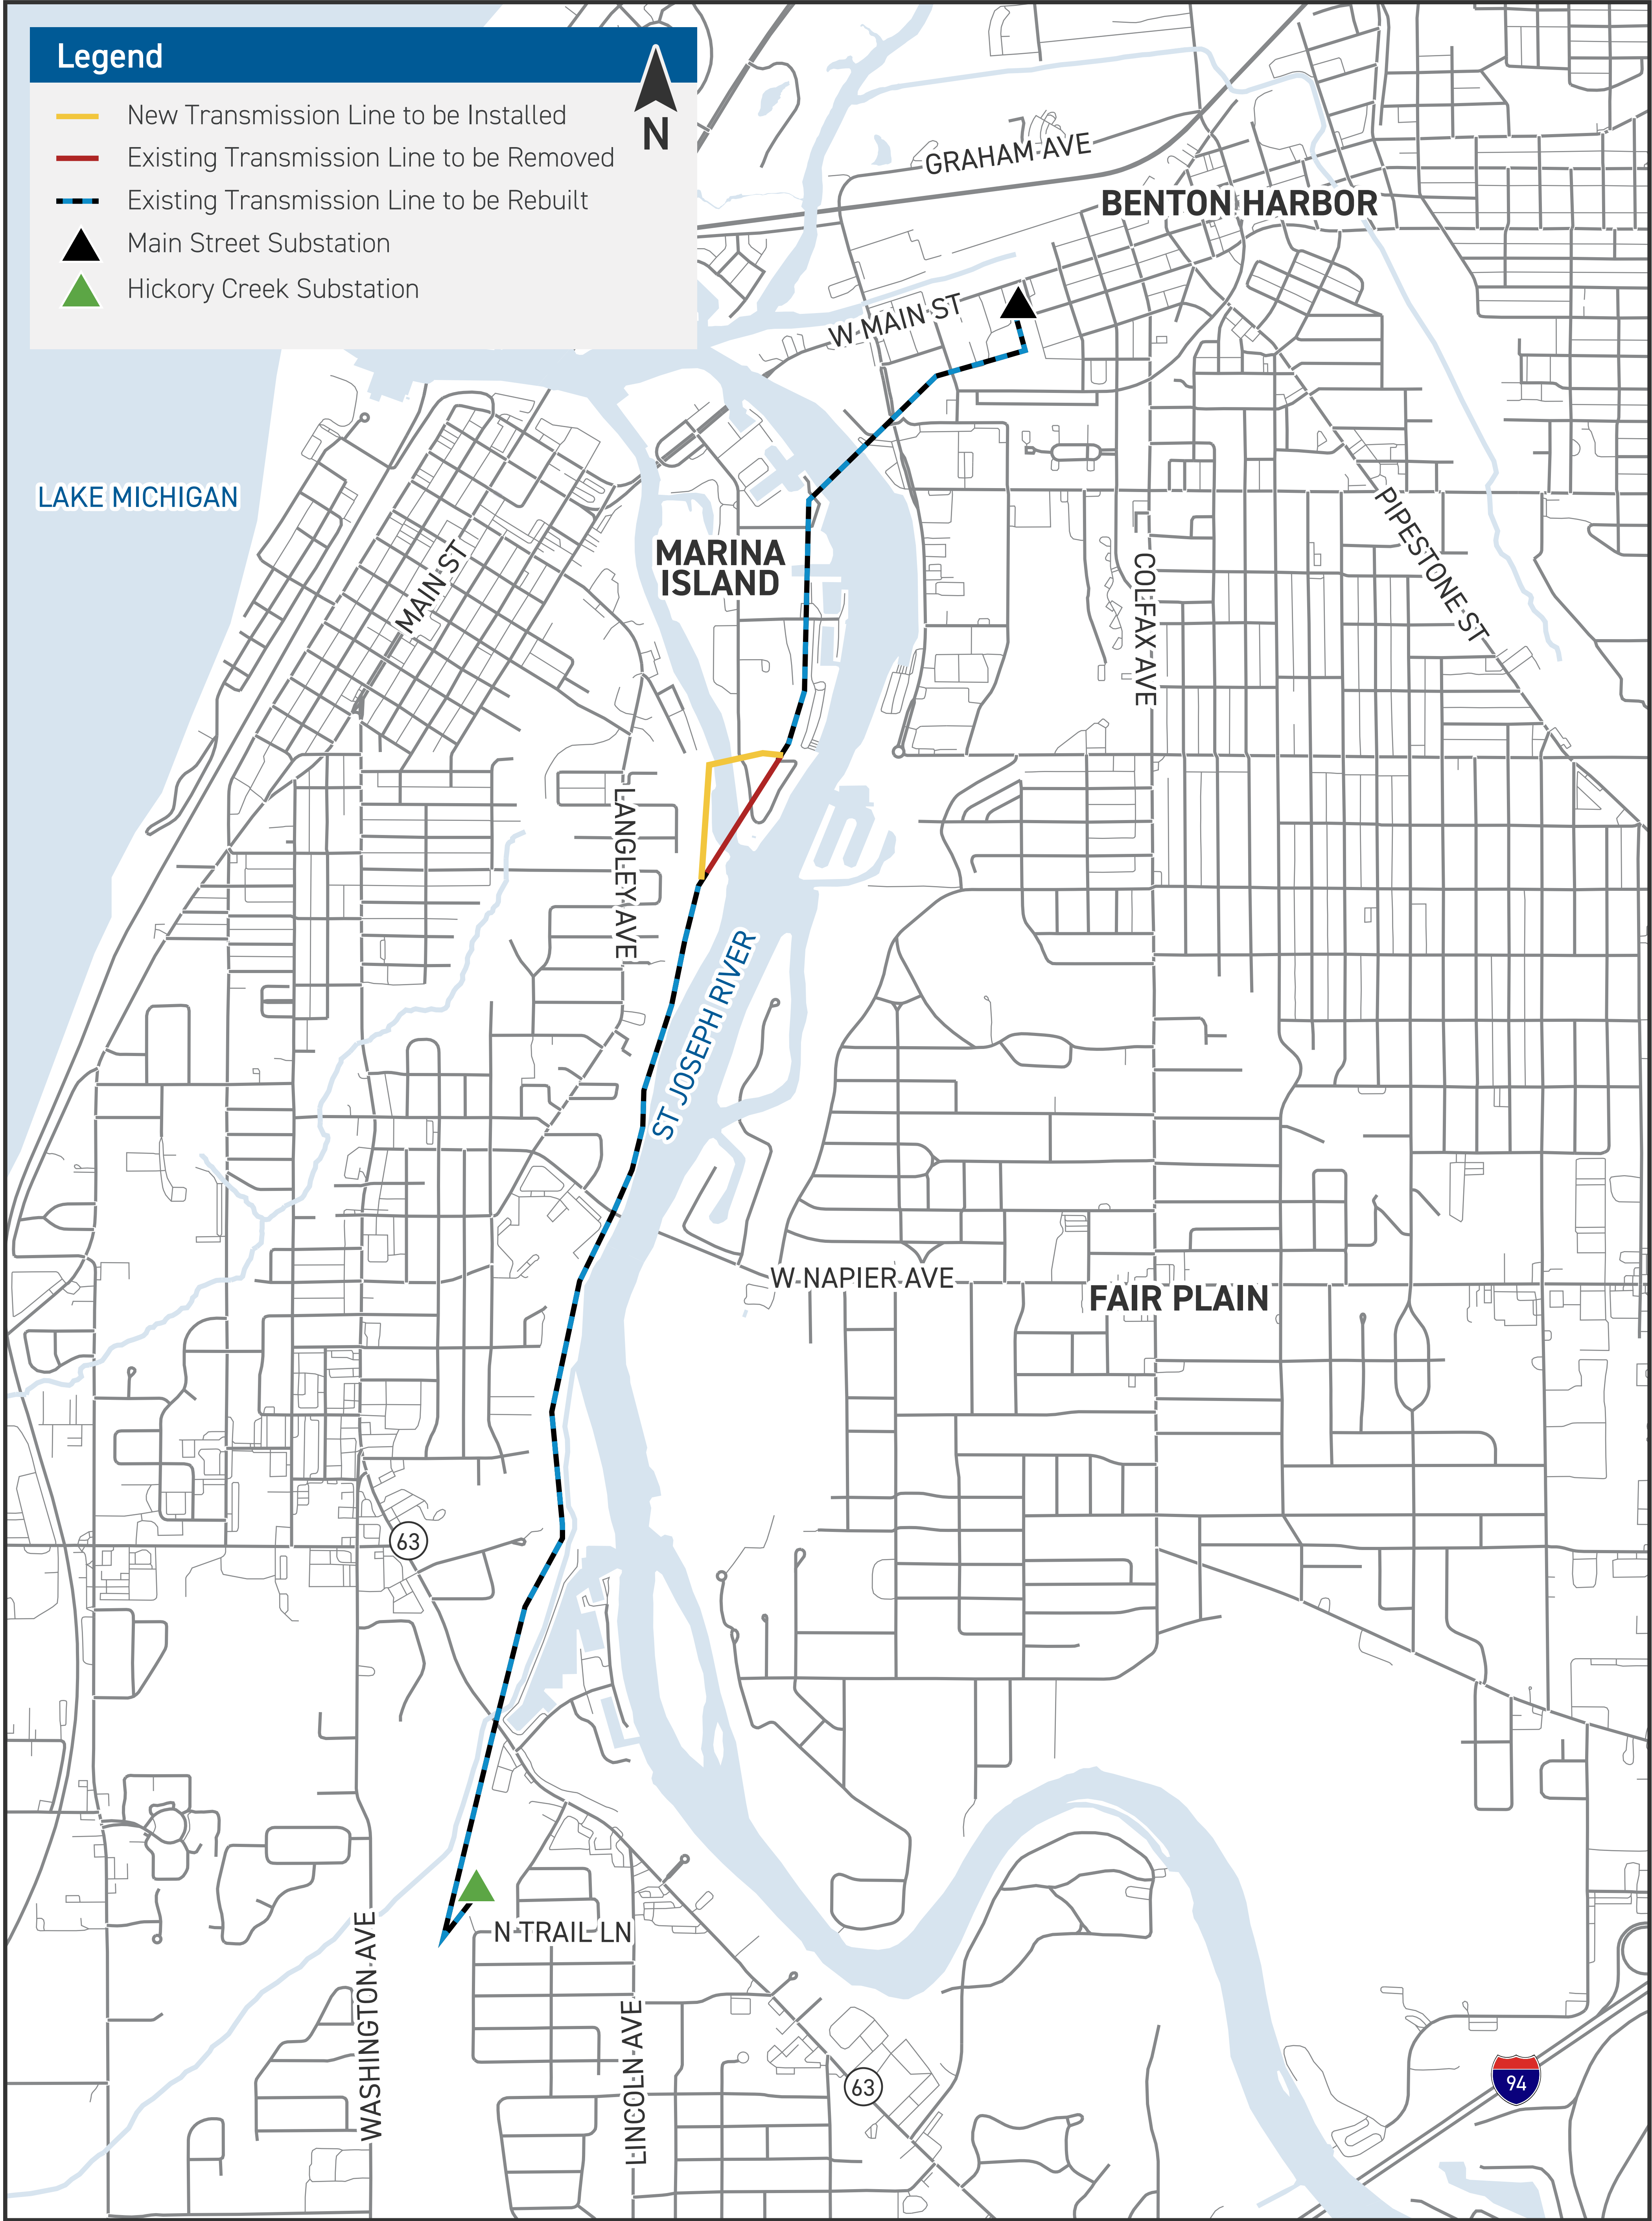 Legend
N
New Transmission Line to be Installed
Existing Transmission Line to be Removed
Existing Transmission Line to be Rebuilt
Main Street Substation
Hickory Creek Substation
GRAHAM AVE
BENTON HARBOR
W MAIN ST
LAKE MICHIGAN
MAIN ST
MARINA
ISLAND
COLFAX AVE
PIPESTONE ST
LANGLEY AVE
ST JOSEPH RIVER
W NAPIER AVE
FAIR PLAIN
63
N TRAIL LN
WASHINGTON AVE
LINCOLN AVE
63
94